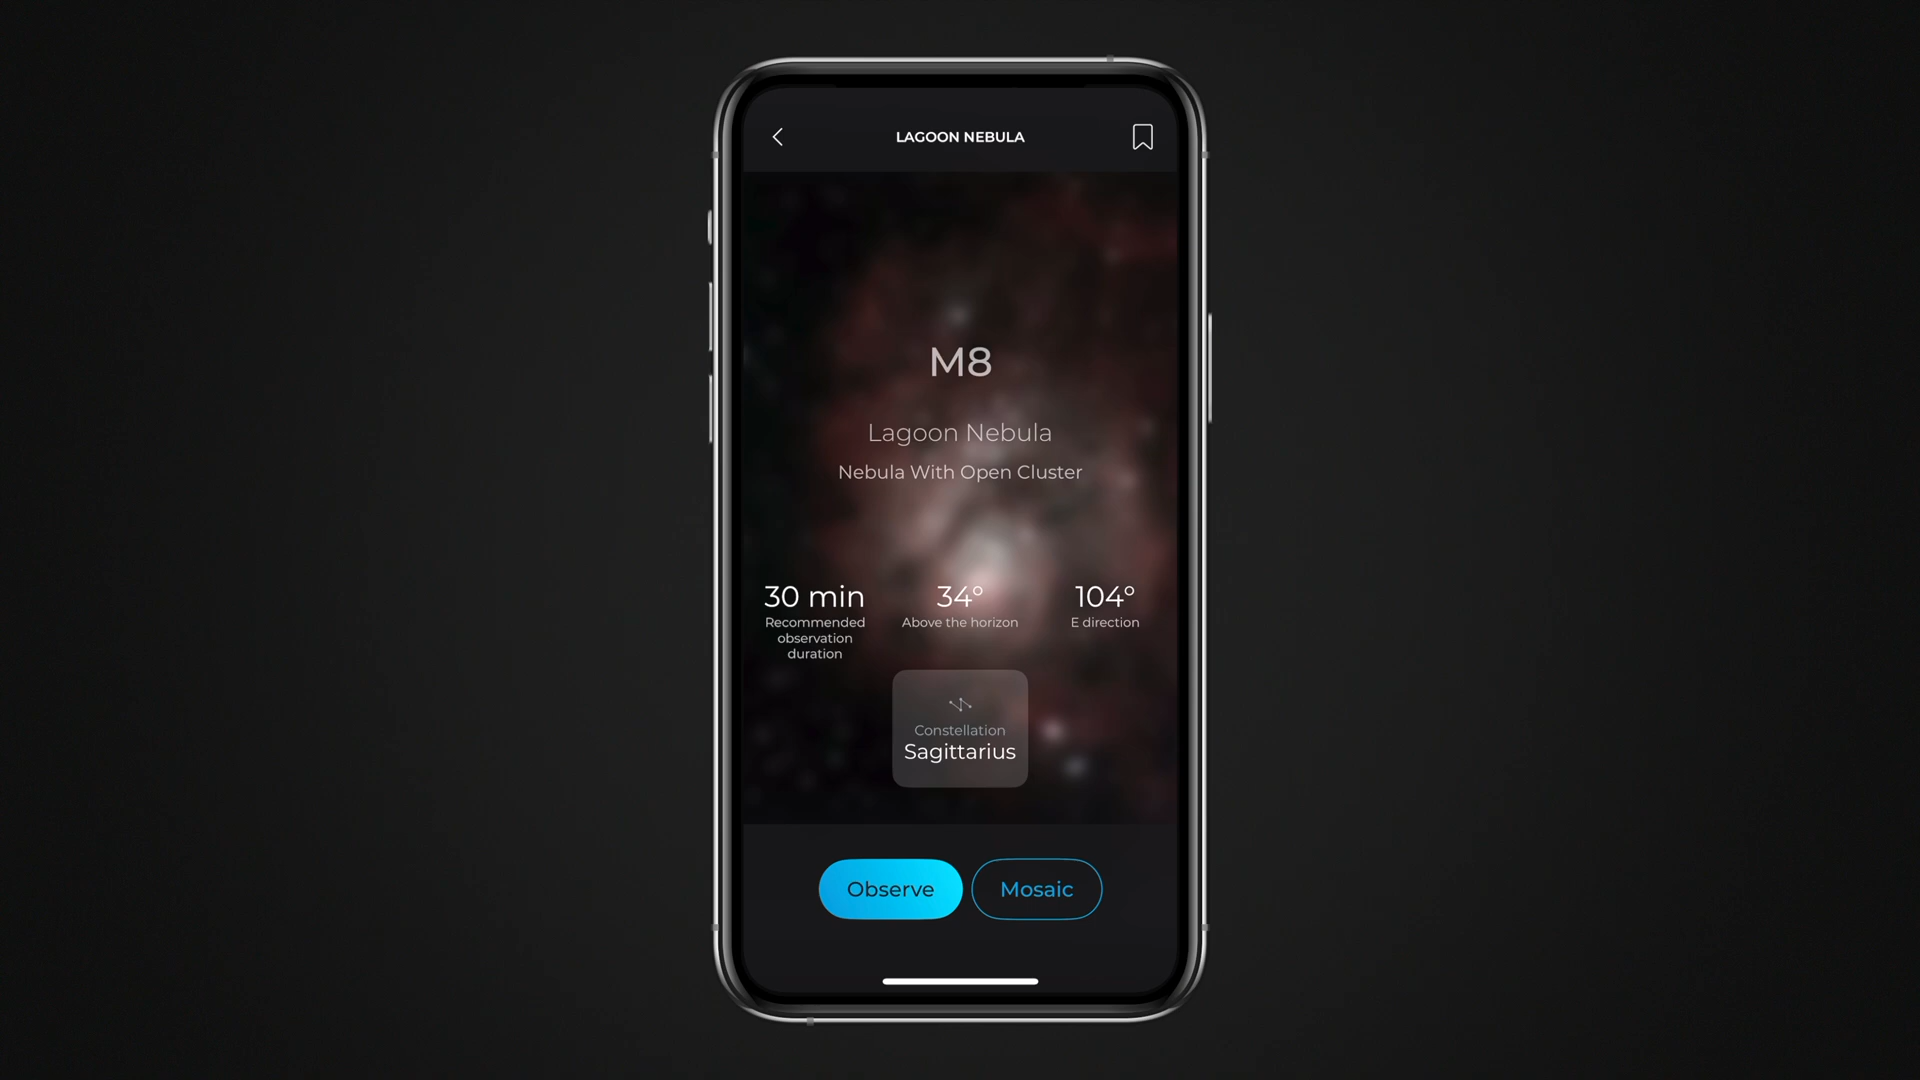 LAGOON NEBULA
M8
Lagoon Nebula
Nebula With Open Cluster
30 min
Recommended
observation
duration
34°
Above the horizon
104°
E direction
Constellation
Sagittarius
Observe
Mosaic